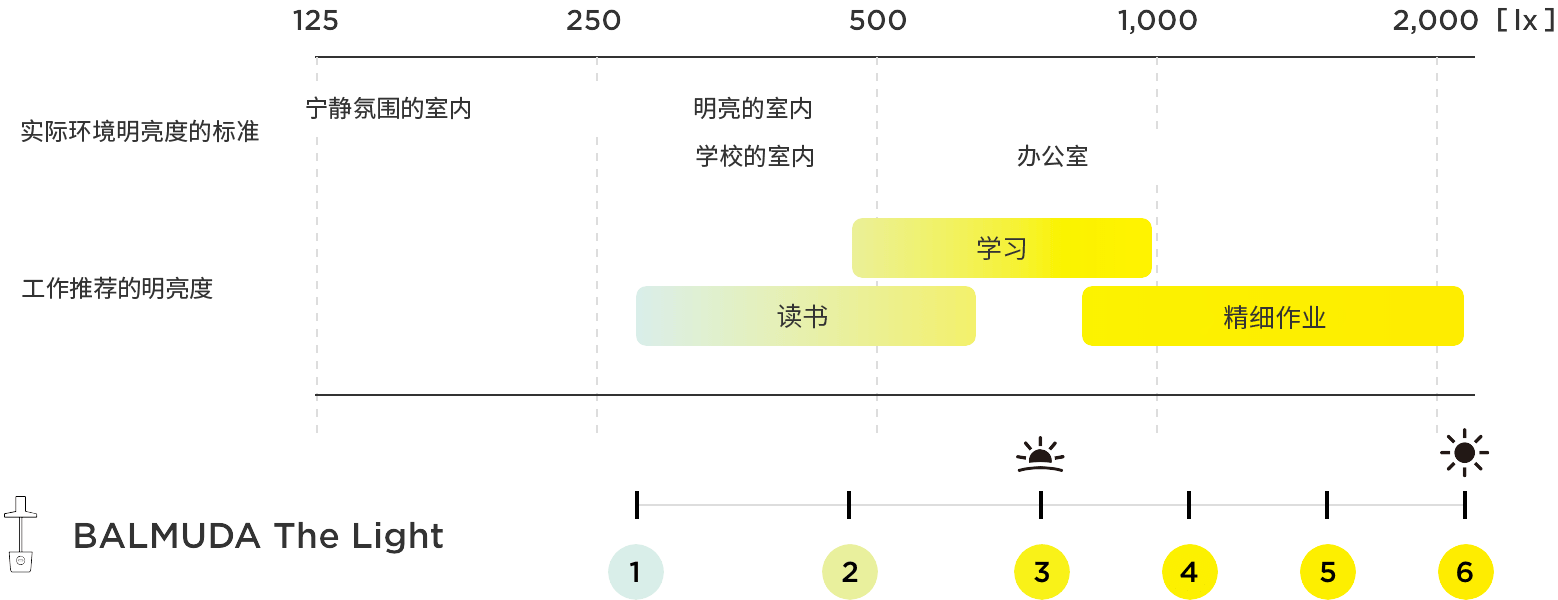 125 250 500 1,000 2,000 [ lx ]
宁静氛围的室内 明亮的室内
实际环境明亮度的标准
学校的室内 办公室
学习
工作推荐的明亮度
读书 精细作业
BALMUDA The Light
1 2 3 4 5 6